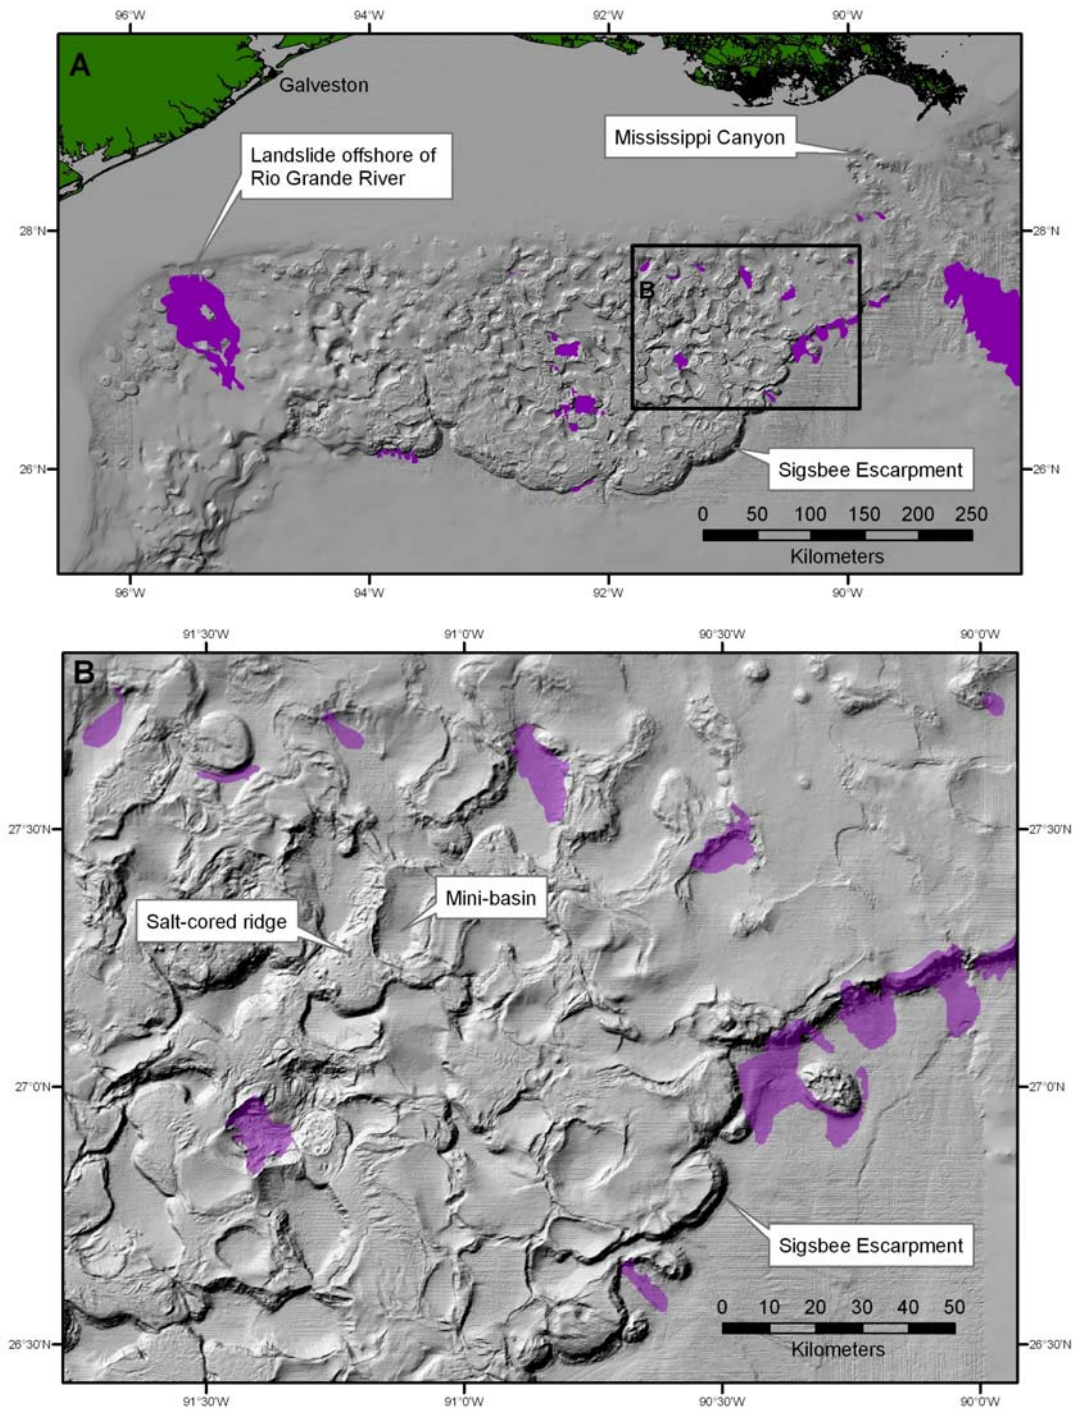 96°W 94°W 92°W 90°W
A
Galveston
Mississippi Canyon
Landslide offshore of
Rio Grande River
28°N 28°N
B
26°N 26°N
Sigsbee Escarpment
0 50 100 150 200 250
Kilometers
96°W 94°W 92°W 90°W
91°30'W 91°0'W 90°30'W 90°0'W
B
27°30'N 27°30'N
Mini-basin
Salt-cored ridge
27°0'N 27°0'N
Sigsbee Escarpment
0 10 20 30 40 50
Kilometers
26°30'N 26°30'N
91°30'W 91°0'W 90°30'W 90°0'W